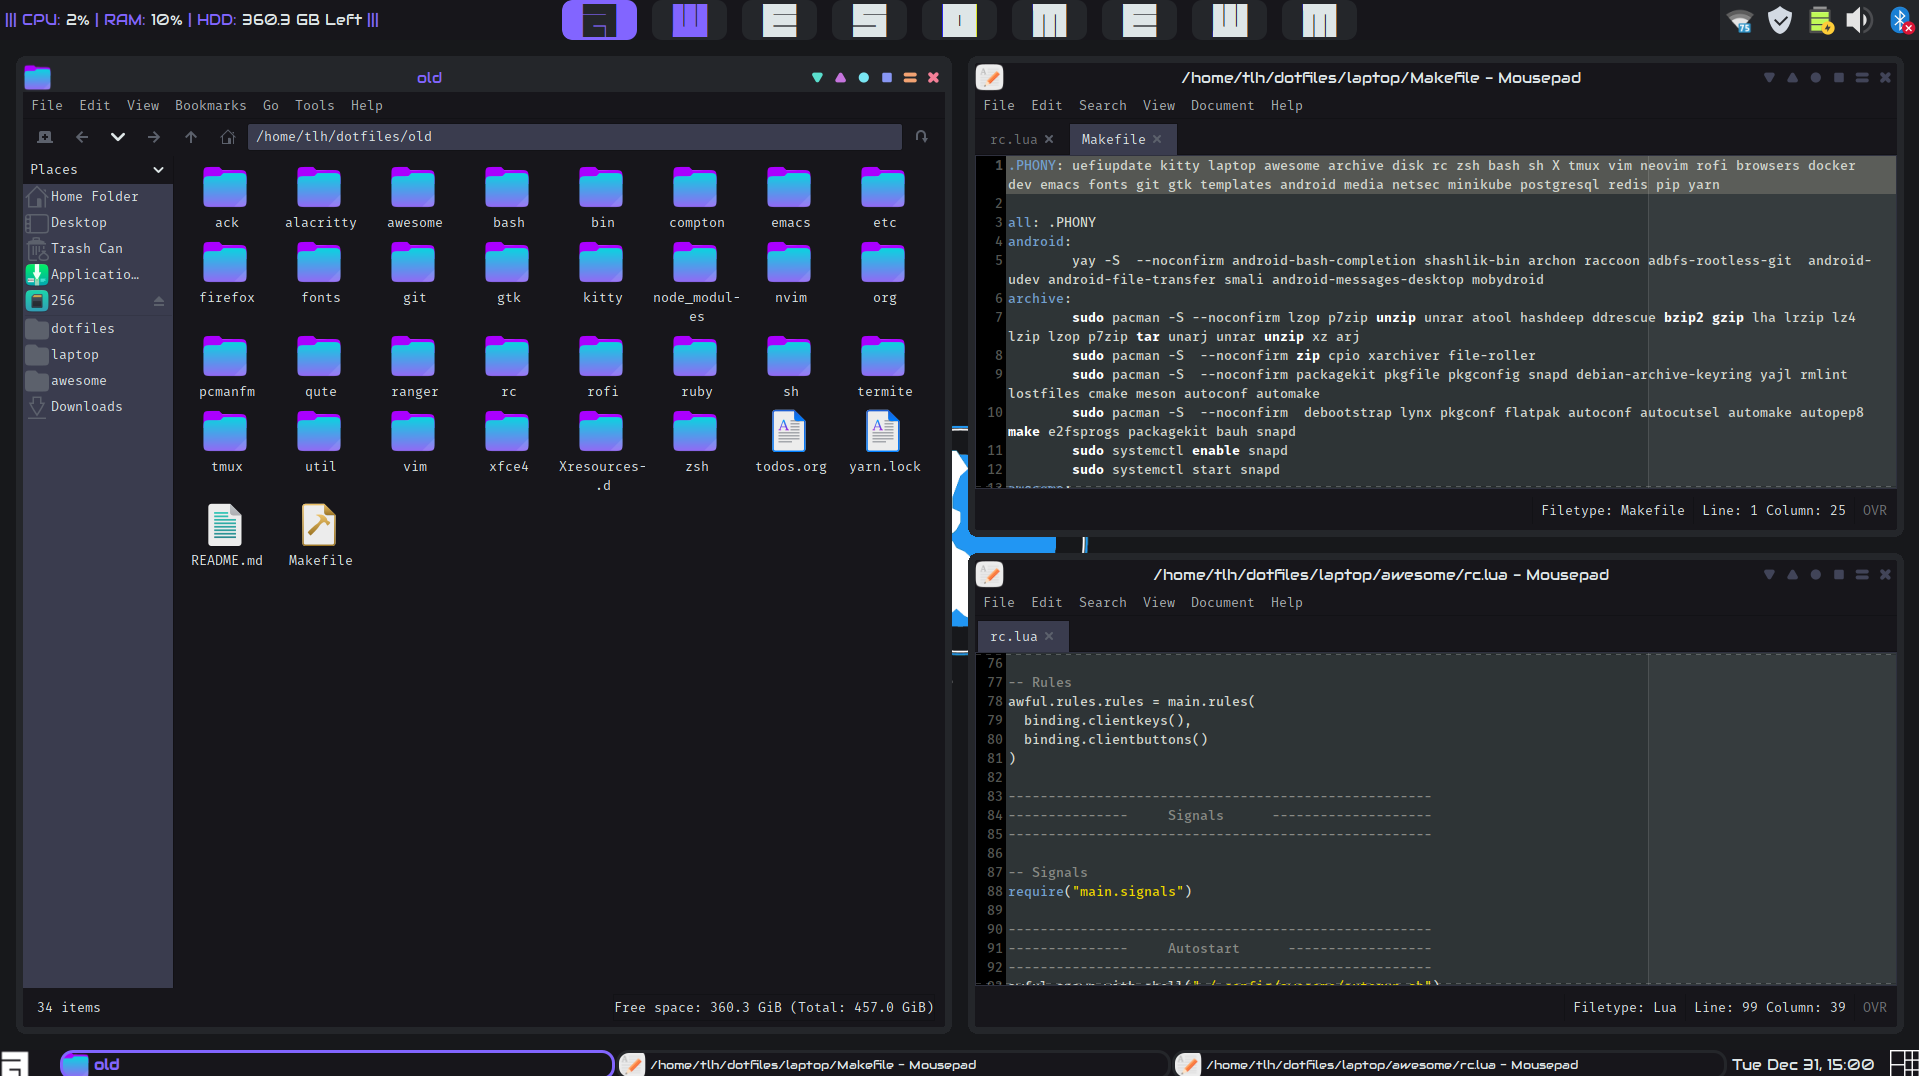 ||| CPU: 2% | RAM: 10% | HDD: 360.3 GB Left |||
A W E S O M E W M
75
old
File Edit View Bookmarks Go Tools Help
/home/tlh/dotfiles/old
Places
Home Folder
Desktop
Trash Can
Applicatio…
256
dotfiles
laptop
awesome
Downloads
ack alacritty awesome bash bin compton emacs etc
firefox fonts git gtk kitty node_modul-
es nvim org
pcmanfm qute ranger rc rofi ruby sh termite
tmux util vim xfce4 Xresources-
.d zsh todos.org yarn.lock
README.md Makefile
34 items
Free space: 360.3 GiB (Total: 457.0 GiB)
/home/tlh/dotfiles/laptop/Makefile - Mousepad
File Edit Search View Document Help
rc.lua Makefile
1 .PHONY: uefiupdate kitty laptop awesome archive disk rc zsh bash sh X tmux vim neovim rofi browsers docker
dev emacs fonts git gtk templates android media netsec minikube postgresql redis pip yarn
2
3 all: .PHONY
4 android:
5 yay -S  --noconfirm android-bash-completion shashlik-bin archon raccoon adbfs-rootless-git  android-
udev android-file-transfer smali android-messages-desktop mobydroid
6 archive:
7 sudo pacman -S --noconfirm lzop p7zip unzip unrar atool hashdeep ddrescue bzip2 gzip lha lrzip lz4
lzip lzop p7zip tar unarj unrar unzip xz arj
8 sudo pacman -S  --noconfirm zip cpio xarchiver file-roller
9 sudo pacman -S  --noconfirm packagekit pkgfile pkgconfig snapd debian-archive-keyring yajl rmlint
lostfiles cmake meson autoconf automake
10 sudo pacman -S  --noconfirm  debootstrap lynx pkgconf flatpak autoconf autocutsel automake autopep8
make e2fsprogs packagekit bauh snapd
11 sudo systemctl enable snapd
12 sudo systemctl start snapd
Filetype: Makefile Line: 1 Column: 25 OVR
/home/tlh/dotfiles/laptop/awesome/rc.lua - Mousepad
File Edit Search View Document Help
rc.lua
76
77 -- Rules
78 awful.rules.rules = main.rules(
79 binding.clientkeys(),
80 binding.clientbuttons()
81 )
82
83 -----------------------------------------------------
84 ---------------     Signals      --------------------
85 -----------------------------------------------------
86
87 -- Signals
88 require("main.signals")
89
90 -----------------------------------------------------
91 ---------------     Autostart      ------------------
92 -----------------------------------------------------
Filetype: Lua Line: 99 Column: 39 OVR
old
/home/tlh/dotfiles/laptop/Makefile - Mousepad
/home/tlh/dotfiles/laptop/awesome/rc.lua - Mousepad
Tue Dec 31, 15:00